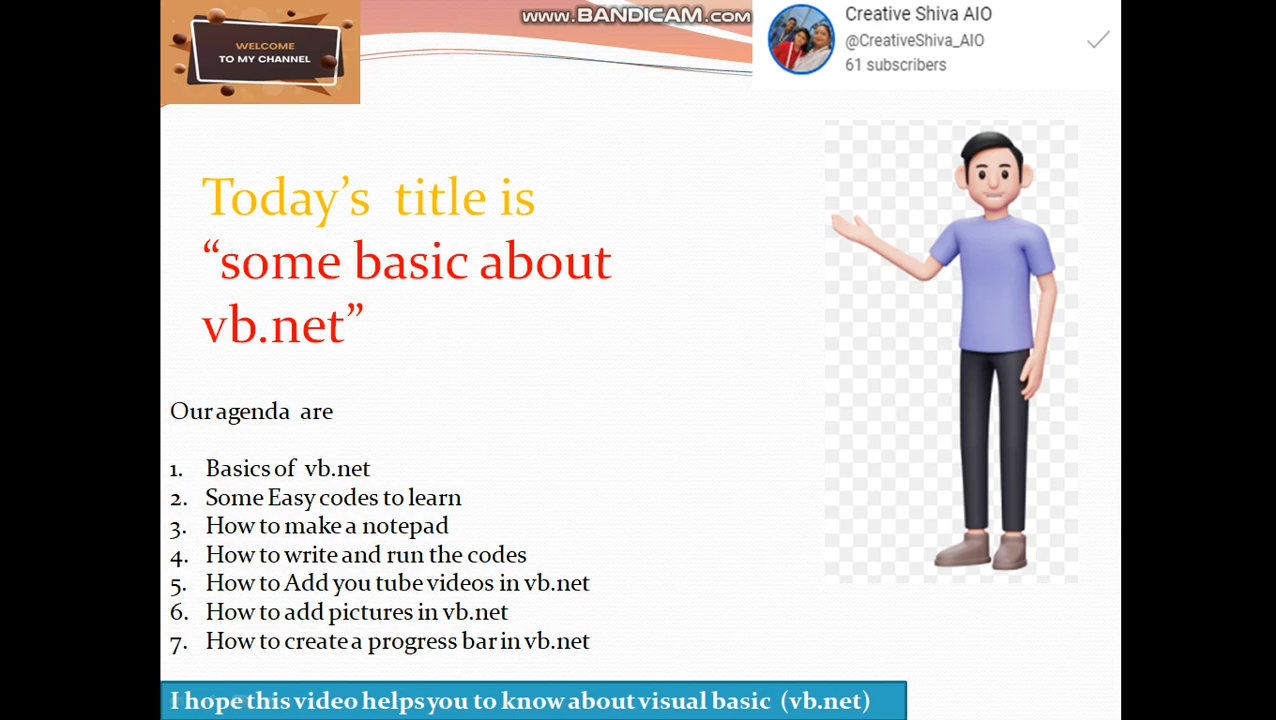 www.BANDICAM.com
Creative Shiva AIO
@CreativeShiva_AIO
61 subscribers
WELCOME
TO MY CHANNEL
Today’s title is
“some basic about
vb.net”
Our agenda are
1. Basics of vb.net
2. Some Easy codes to learn
3. How to make a notepad
4. How to write and run the codes
5. How to Add you tube videos in vb.net
6. How to add pictures in vb.net
7. How to create a progress bar in vb.net
I hope this video helps you to know about visual basic (vb.net)